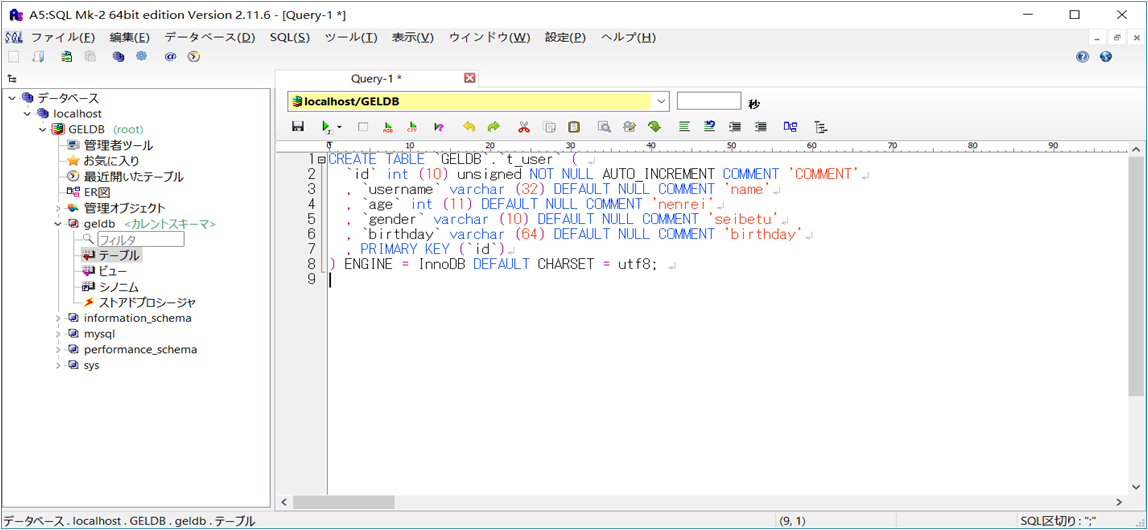 A5:SQL Mk-2 64bit edition Version 2.11.6 - [Query-1 *]
ファイル(F) 編集(E) データベース(D) SQL(S) ツール(T) 表示(V) ウインドウ(W) 設定(P) ヘルプ(H)
Query-1 *
localhost/GELDB 秒
データベース
localhost
GELDB (root)
管理者ツール
お気に入り
最近開いたテーブル
ER図
管理オブジェクト
geldb <カレントスキーマ>
フィルタ
テーブル
ビュー
シノニム
ストアドプロシージャ
information_schema
mysql
performance_schema
sys
0 10 20 30 40 50 60 70 80 90
1 CREATE TABLE `GELDB`.`t_user` (
2 `id` int (10) unsigned NOT NULL AUTO_INCREMENT COMMENT 'COMMENT'
3 , `username` varchar (32) DEFAULT NULL COMMENT 'name'
4 , `age` int (11) DEFAULT NULL COMMENT 'nenrei'
5 , `gender` varchar (10) DEFAULT NULL COMMENT 'seibetu'
6 , `birthday` varchar (64) DEFAULT NULL COMMENT 'birthday'
7 , PRIMARY KEY (`id`)
8 ) ENGINE = InnoDB DEFAULT CHARSET = utf8;
9
データベース . localhost . GELDB . geldb . テーブル (9, 1) SQL区切り : ";"